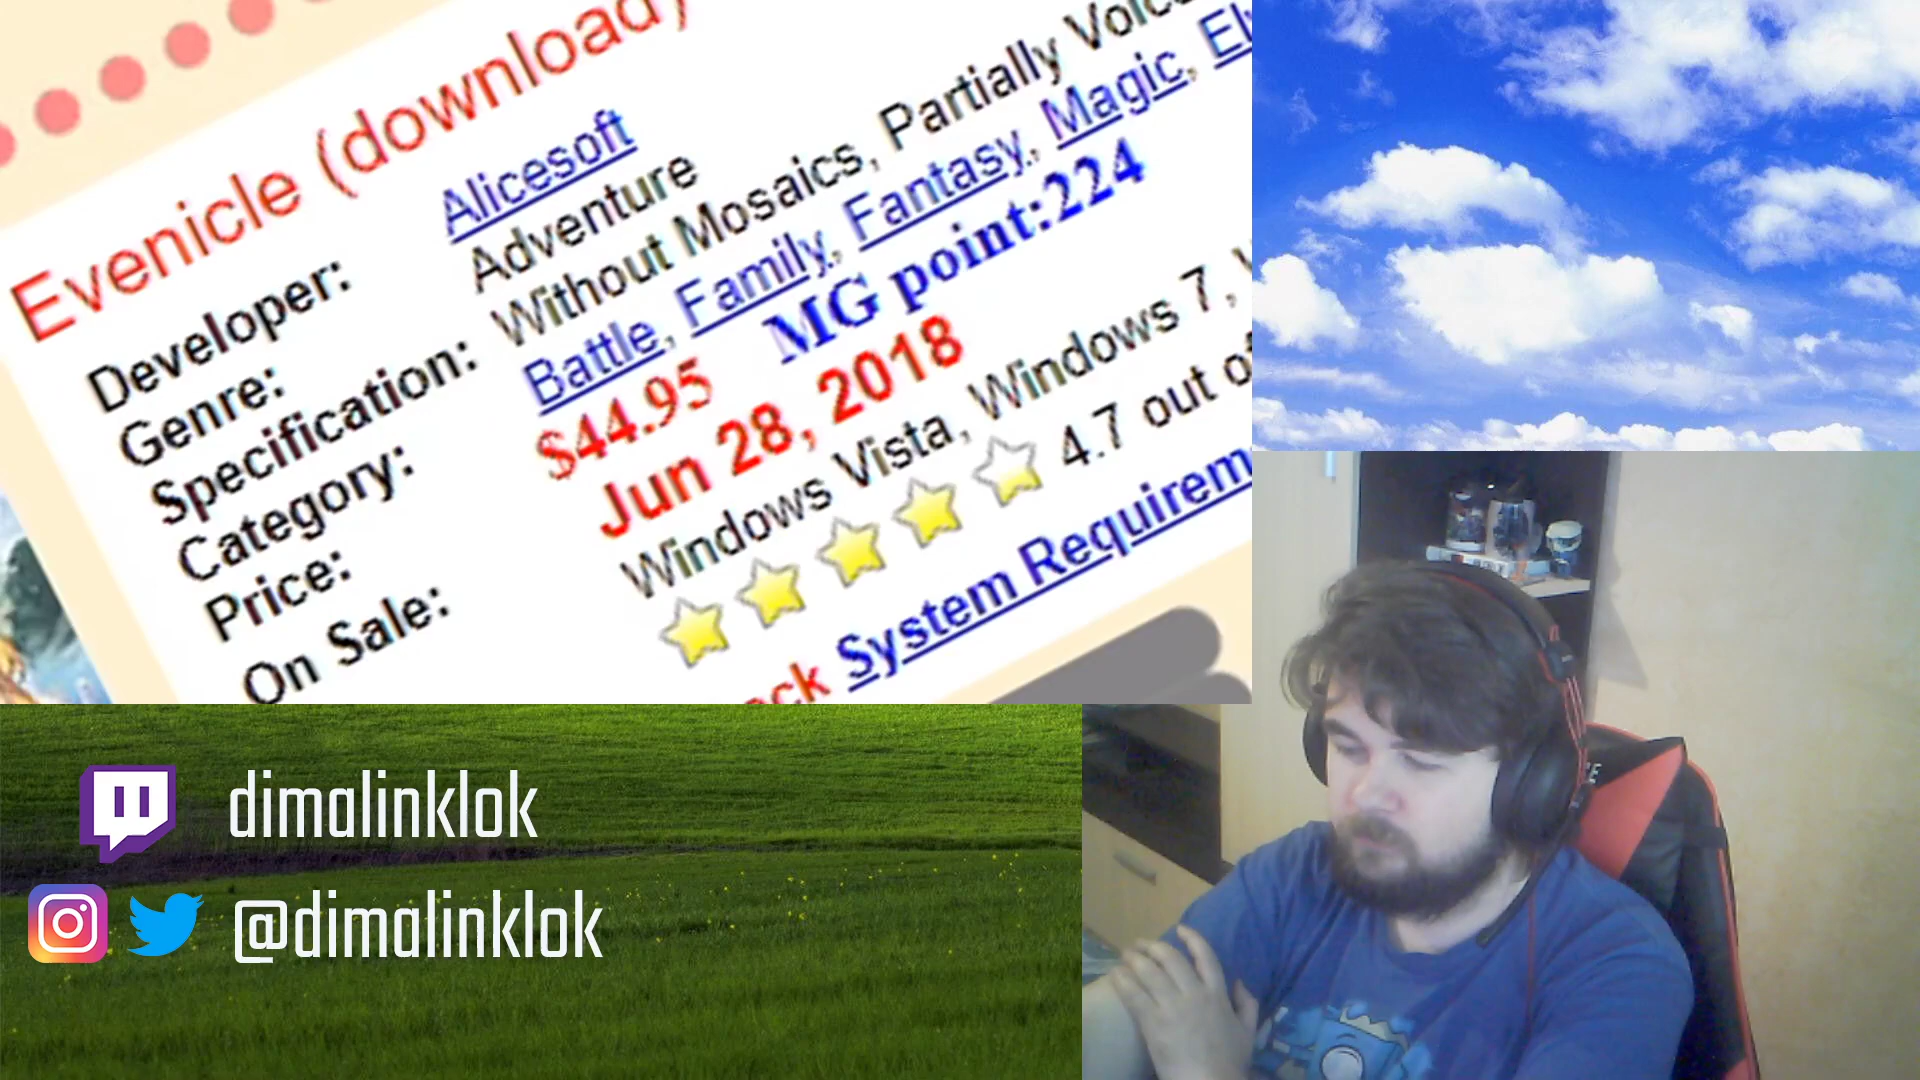 Evenicle (download)
Developer:
Alicesoft
Genre:
Adventure
Specification:
Without Mosaics, Partially
Category:
Battle, Family, Fantasy, Magic,
Price:
$44.95 MG point:224
On Sale:
Jun 28, 2018
Windows Vista, Windows 7,
4.7 out of
System Requirem
dimalinklok
@dimalinklok